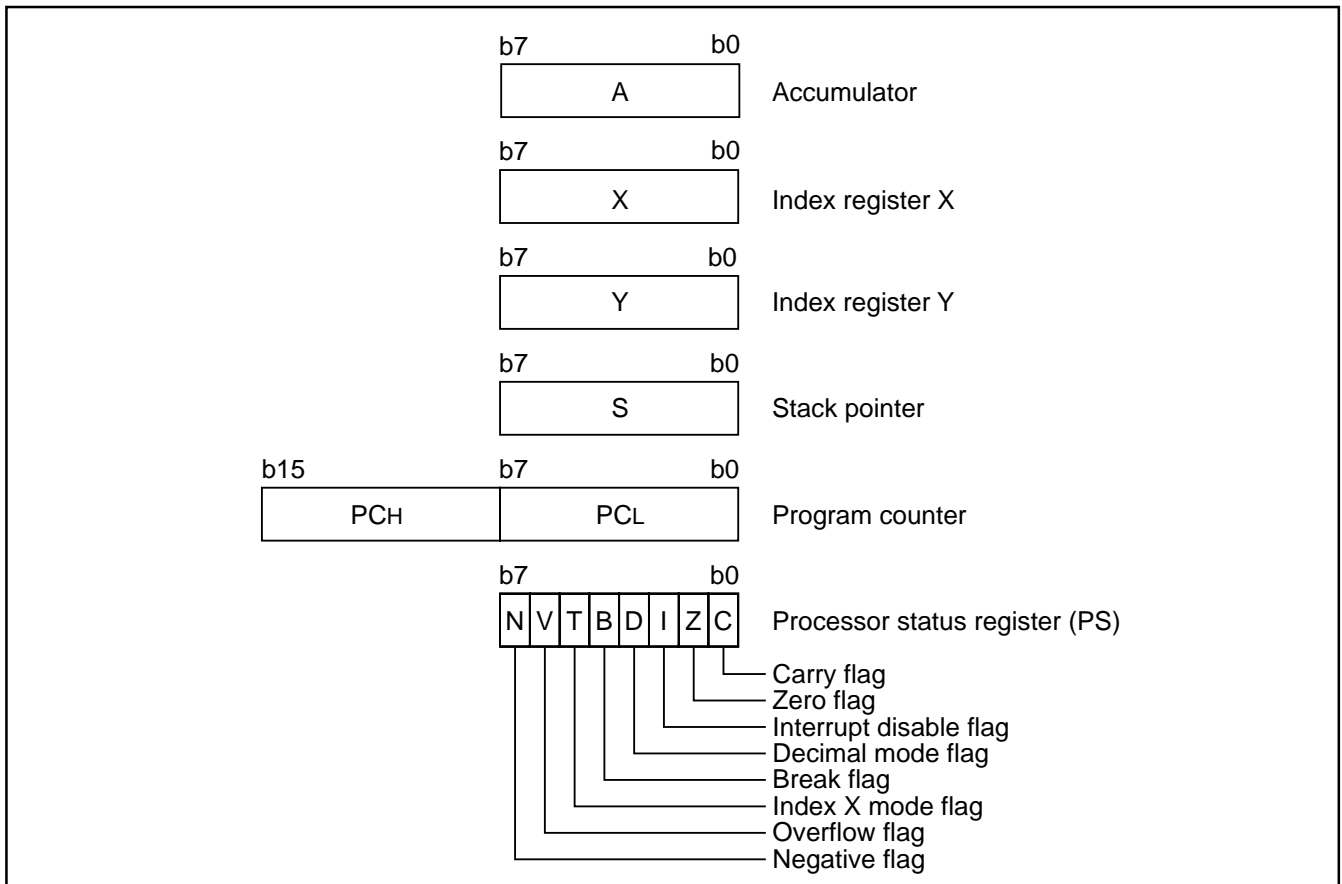 b7 b0
A Accumulator
b7 b0
X Index register X
b7 b0
Y Index register Y
b7 b0
S Stack pointer
b15 b7 b0
PCH PCL Program counter
b7 b0
N V T B D I Z C Processor status register (PS)
Carry flag
Zero flag
Interrupt disable flag
Decimal mode flag
Break flag
Index X mode flag
Overflow flag
Negative flag